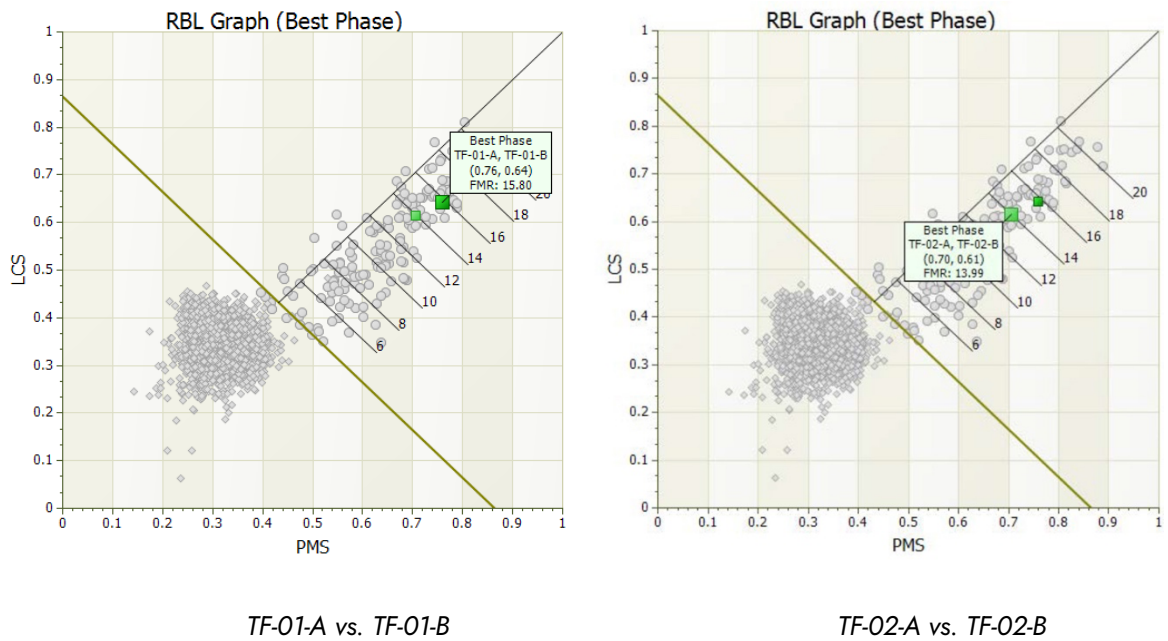 RBL Graph (Best Phase)
1
0.9
0.8
0.7
0.6
0.5
0.4
0.3
0.2
0.1
0
LCS
Best Phase
TF-01-A, TF-01-B
(0.76, 0.64)
FMR: 15.80
20
18
16
14
12
10
8
6
0 0.1 0.2 0.3 0.4 0.5 0.6 0.7 0.8 0.9 1
PMS
TF-01-A vs. TF-01-B
RBL Graph (Best Phase)
1
0.9
0.8
0.7
0.6
0.5
0.4
0.3
0.2
0.1
0
LCS
20
18
16
14
Best Phase
TF-02-A, TF-02-B
(0.70, 0.61)
FMR: 13.99
12
10
8
6
0 0.1 0.2 0.3 0.4 0.5 0.6 0.7 0.8 0.9 1
PMS
TF-02-A vs. TF-02-B